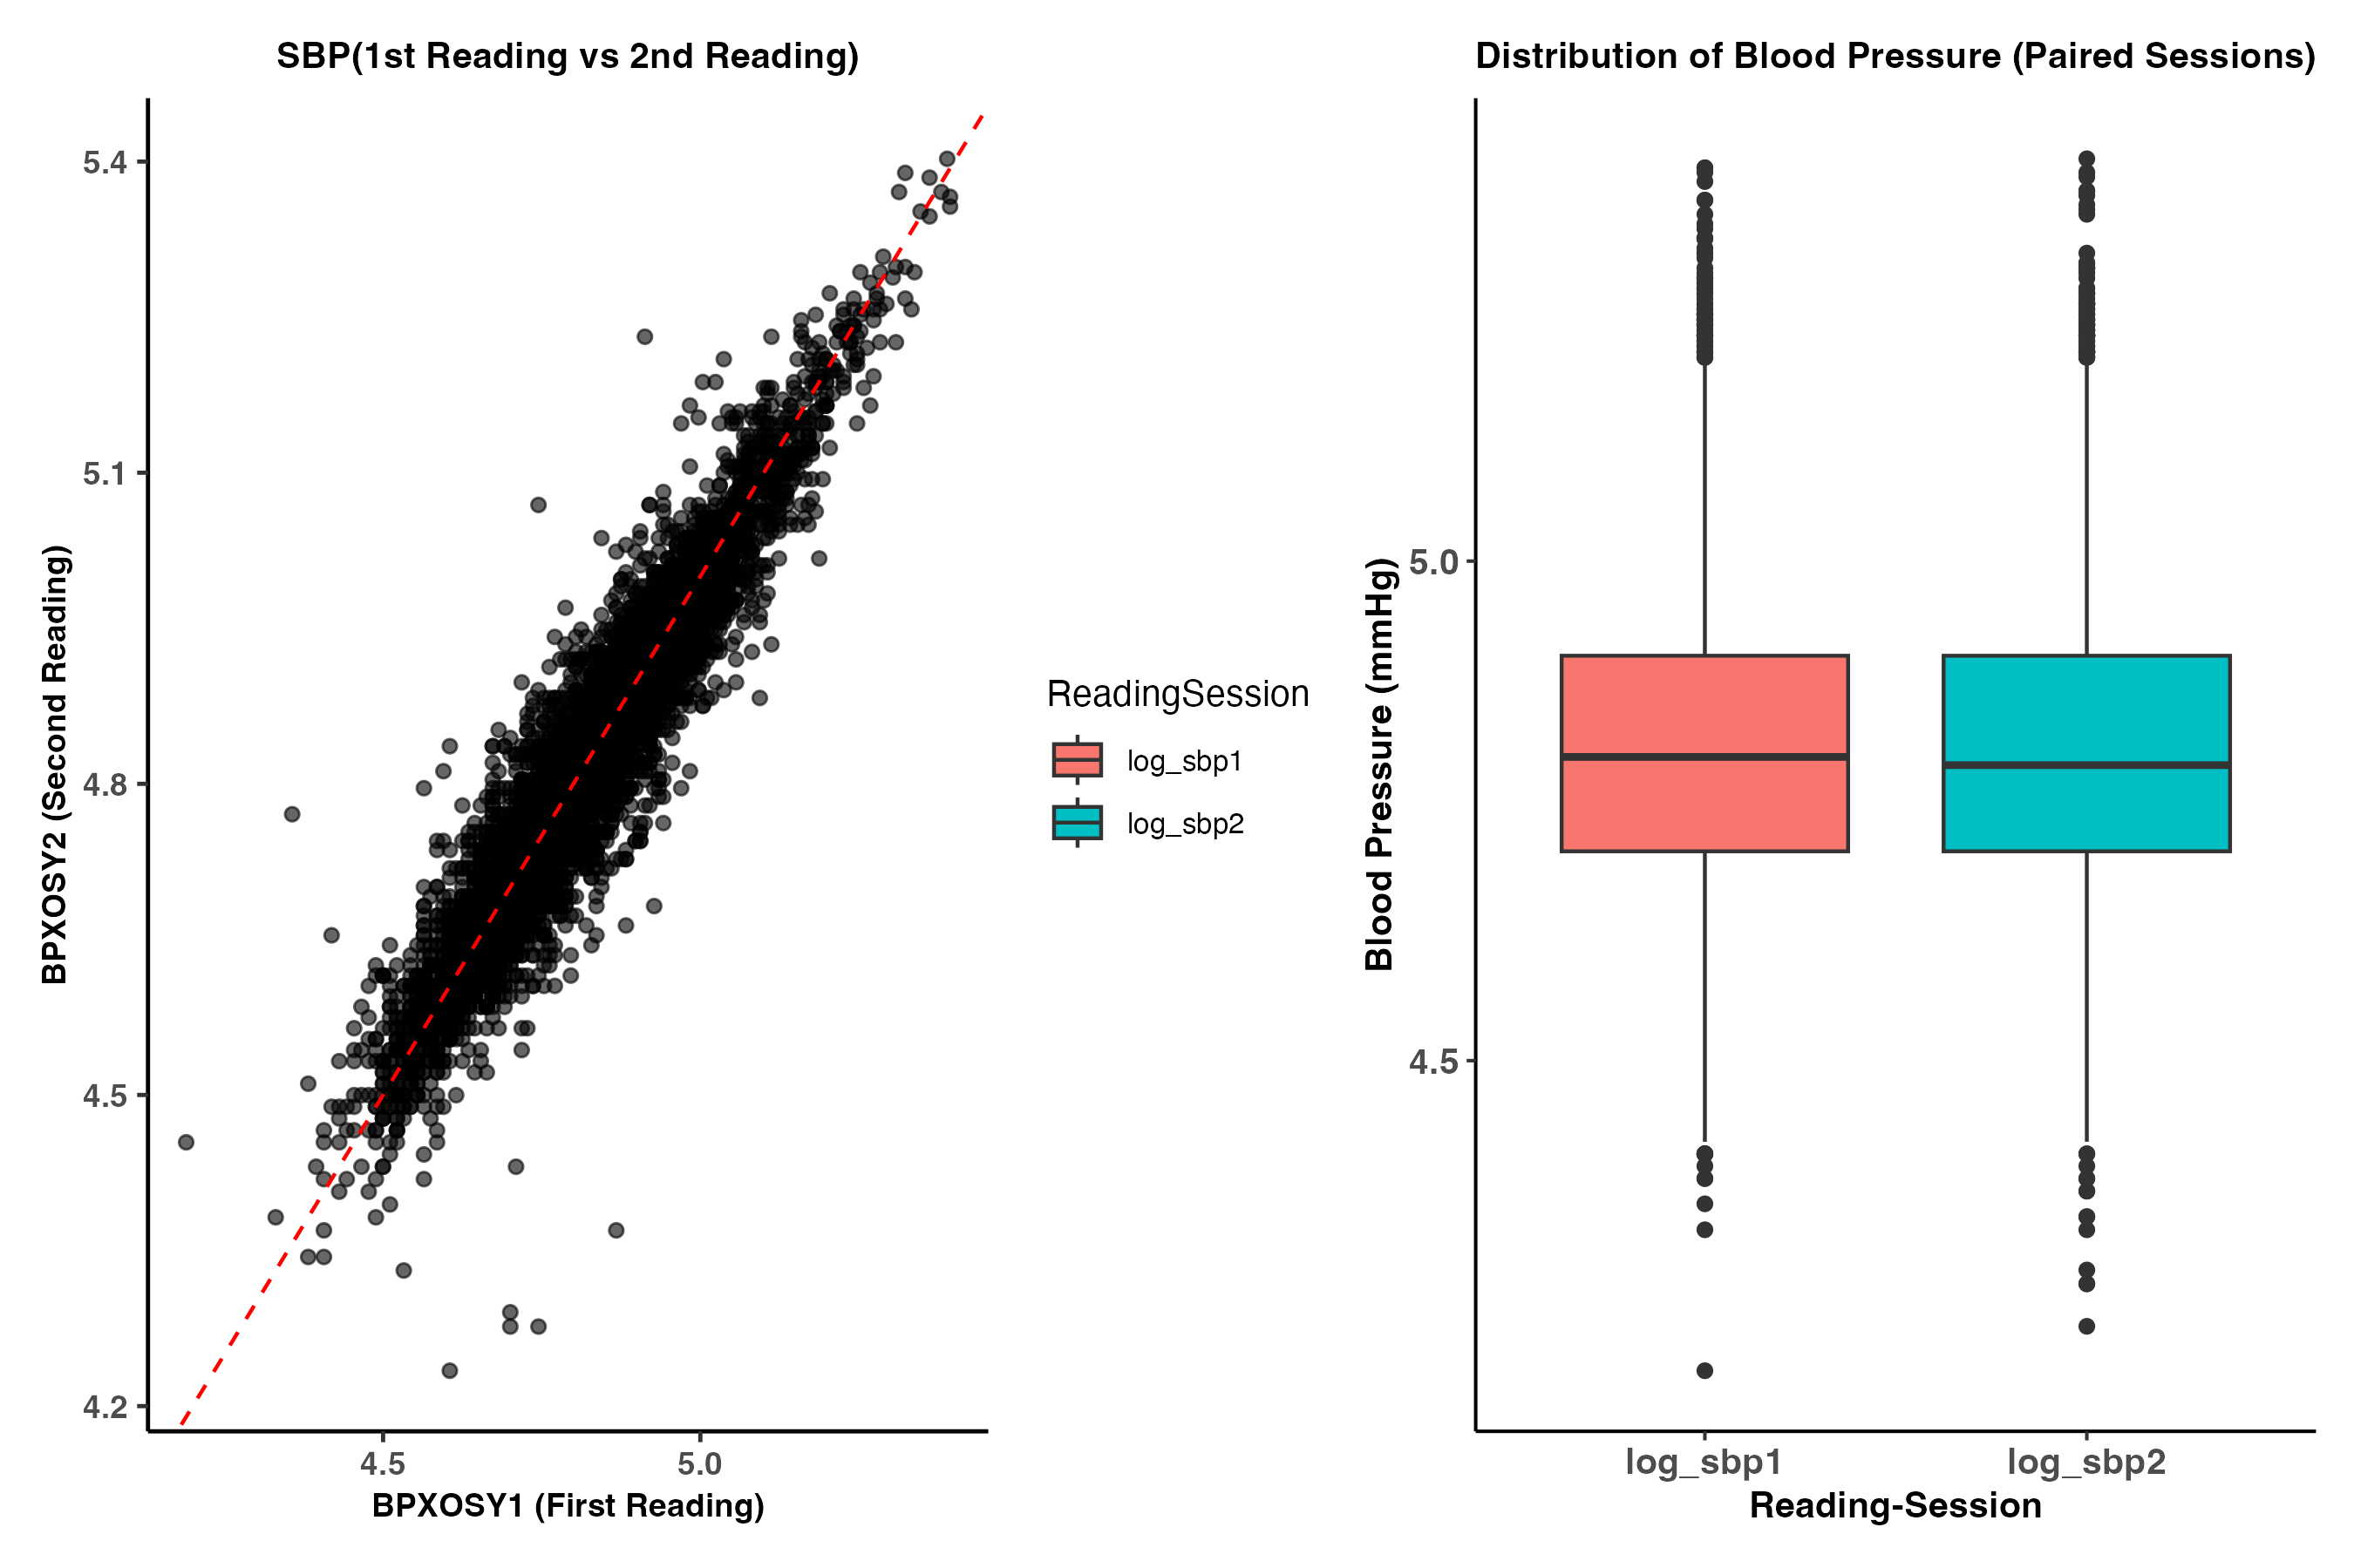 SBP(1st Reading vs 2nd Reading)
5.4
5.1
4.8
4.5
4.2
BPXOSY2 (Second Reading)
4.5
5.0
BPXOSY1 (First Reading)
ReadingSession
log_sbp1
log_sbp2
Distribution of Blood Pressure (Paired Sessions)
5.0
4.5
Blood Pressure (mmHg)
log_sbp1
log_sbp2
Reading-Session